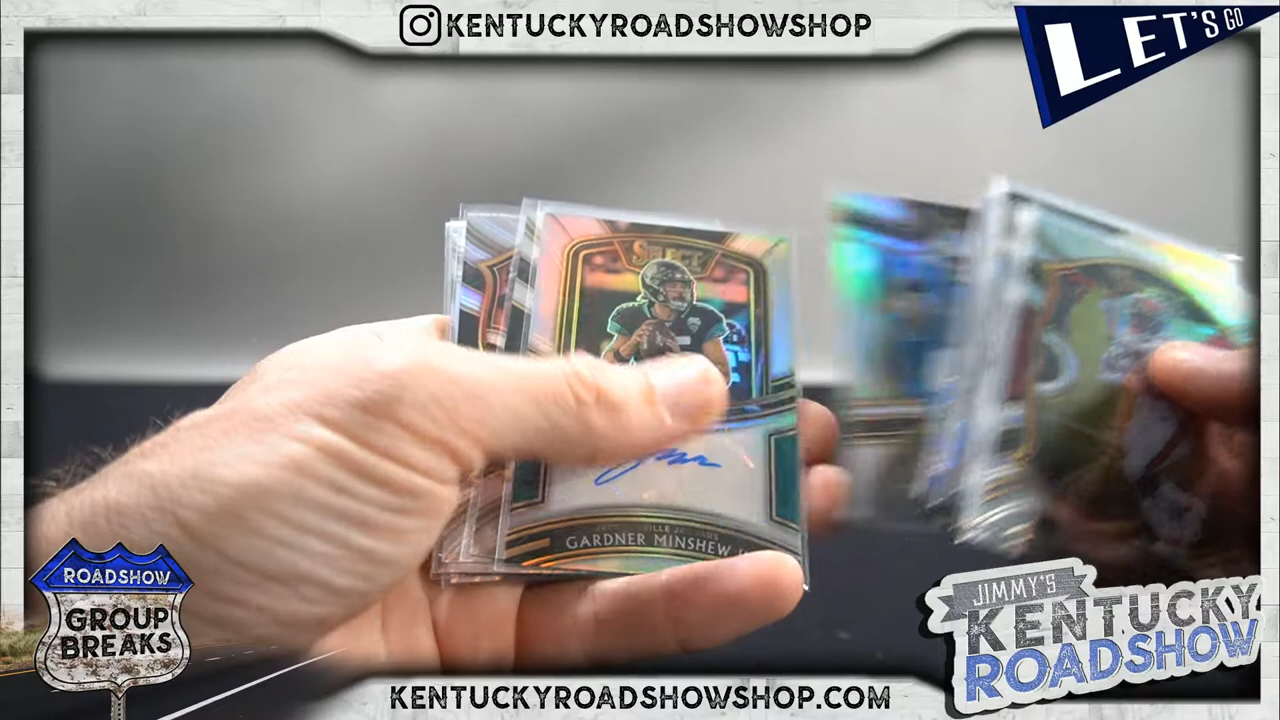 KENTUCKYROADSHOWSHOP
LET'S GO
SELECT
GARDNER MINSHEW II
ROADSHOW
GROUP
BREAKS
JIMMY'S
KENTUCKY
ROADSHOW
KENTUCKYROADSHOWSHOP.COM